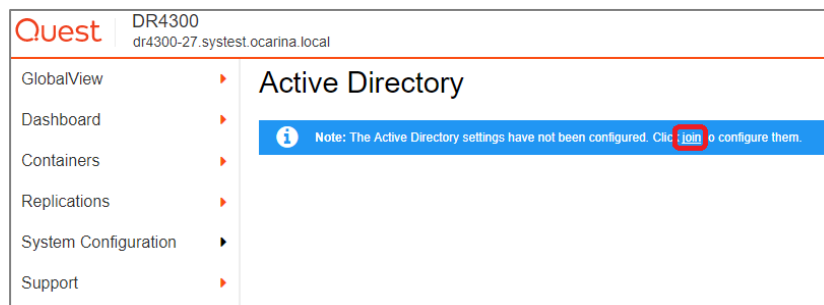 Quest
DR4300
dr4300-27.systest.ocarina.local
GlobalView
Dashboard
Containers
Replications
System Configuration
Support
Active Directory
Note: The Active Directory settings have not been configured. Click join to configure them.